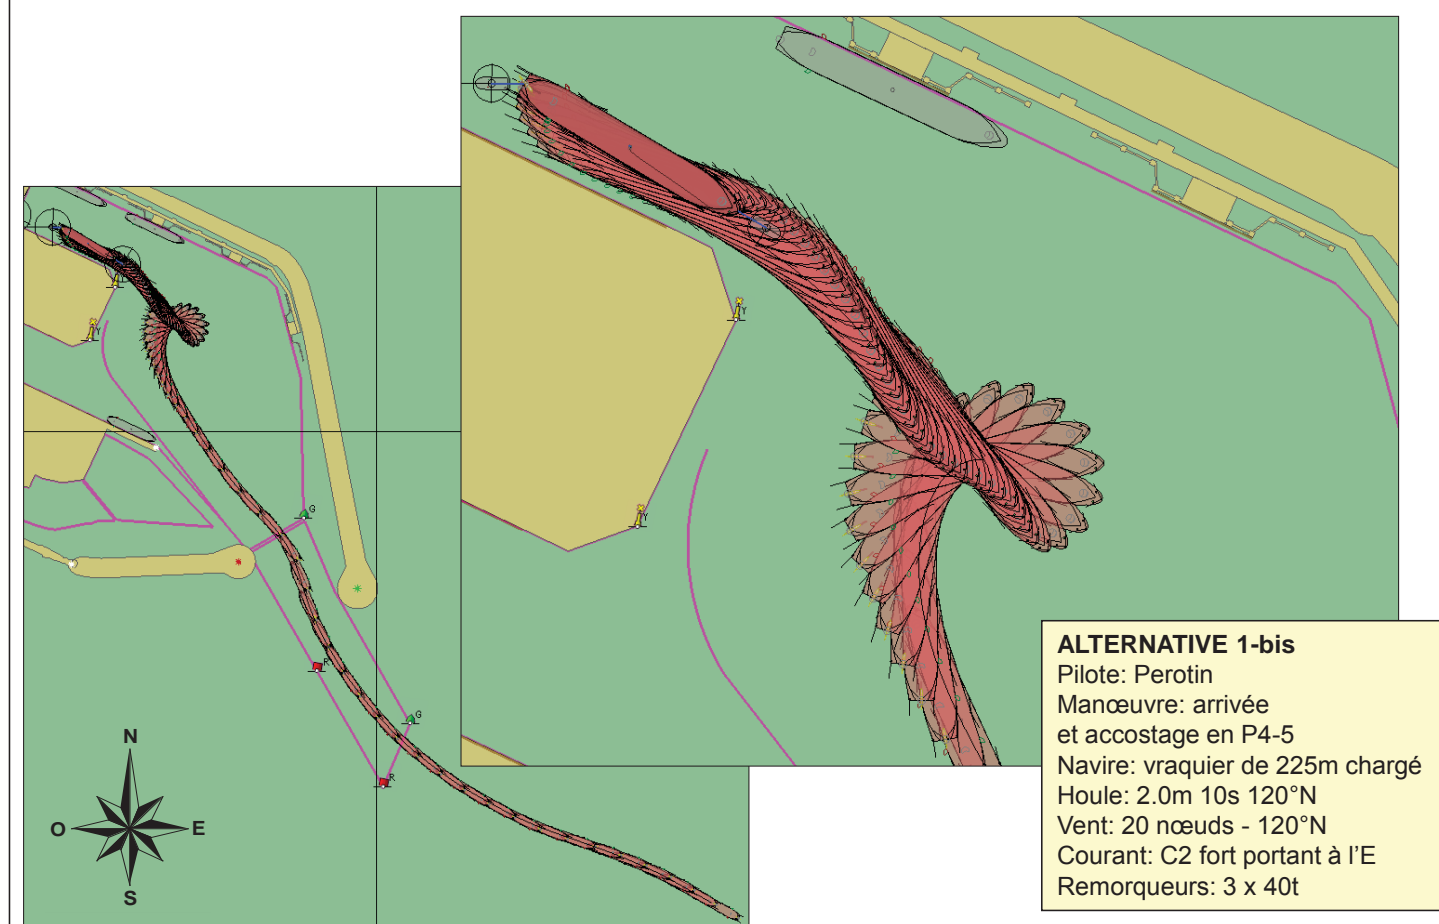 ALTERNATIVE 1-bis
Pilote: Perotin
Manœuvre: arrivée
et accostage en P4-5
Navire: vraquier de 225m chargé
Houle: 2.0m 10s 120°N
Vent: 20 nœuds - 120°N
Courant: C2 fort portant à l'E
Remorqueurs: 3 x 40t
N
O
E
S
Y
G
R
G
R
Y
Y